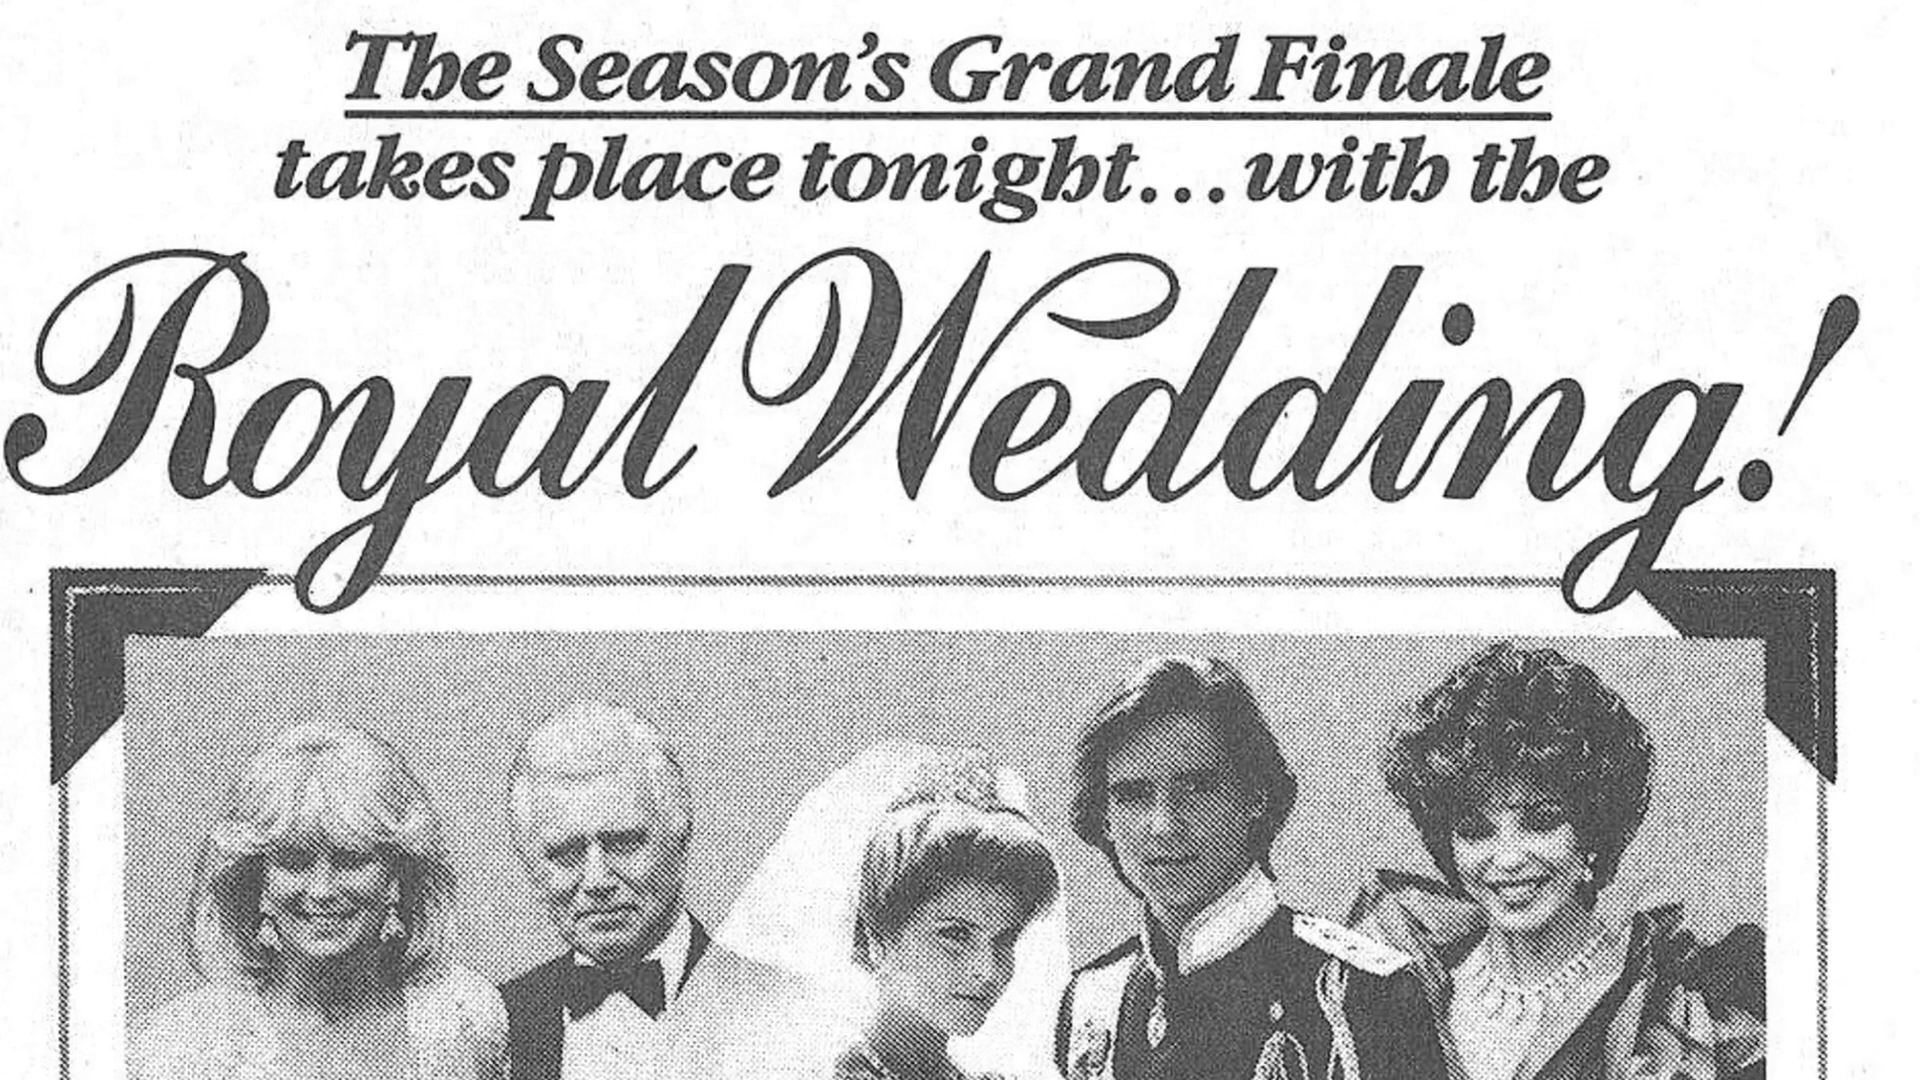 The Season's Grand Finale
takes place tonight...with the
Royal Wedding!